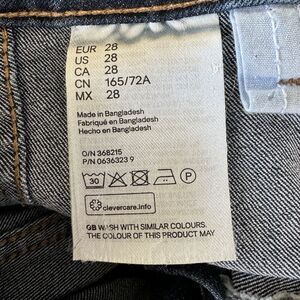 EUR 28
US 28
CA 28
CN 165/72A
MX 28
Made in Bangladesh
Fabriqué en Bangladesh
Hecho en Bangladesh
O/N 368215
P/N 0636323 9
30 P
clevercare.info
GB WASH WITH SIMILAR COLOURS.
THE COLOUR OF THIS PRODUCT MAY